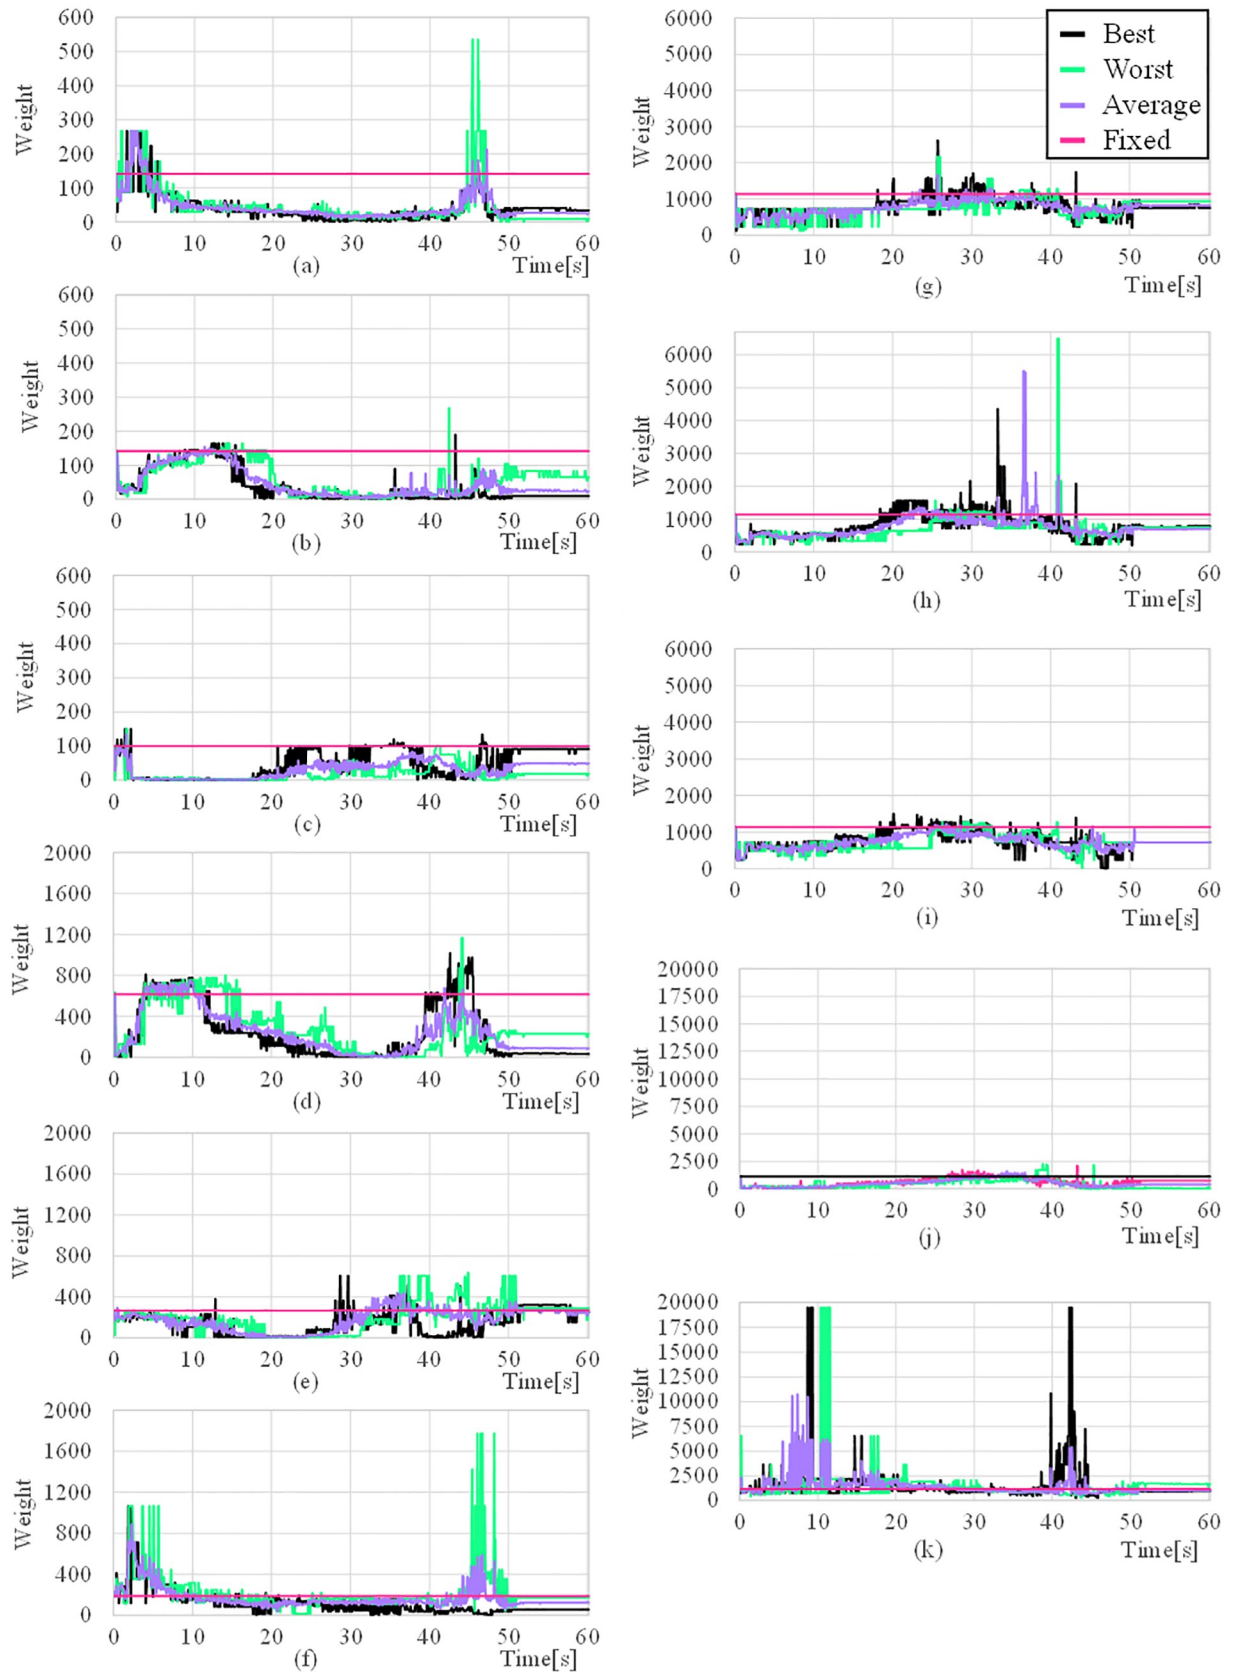 600
500
400
300
200
100
0
Weight
0 10 20 30 40 50 60
(a)
Time[s]
600
500
400
300
200
100
0
Weight
0 10 20 30 40 50 60
(b)
Time[s]
600
500
400
300
200
100
0
Weight
0 10 20 30 40 50 60
(c)
Time[s]
2000
1600
1200
800
400
0
Weight
0 10 20 30 40 50 60
(d)
Time[s]
2000
1600
1200
800
400
0
Weight
0 10 20 30 40 50 60
(e)
Time[s]
2000
1600
1200
800
400
0
Weight
0 10 20 30 40 50 60
(f)
Time[s]
6000
5000
4000
3000
2000
1000
0
Weight
Best
Worst
Average
Fixed
0 10 20 30 40 50 60
(g)
Time[s]
6000
5000
4000
3000
2000
1000
0
Weight
0 10 20 30 40 50 60
(h)
Time[s]
6000
5000
4000
3000
2000
1000
0
Weight
0 10 20 30 40 50 60
(i)
Time[s]
20000
17500
15000
12500
10000
7500
5000
2500
0
Weight
0 10 20 30 40 50 60
(j)
Time[s]
20000
17500
15000
12500
10000
7500
5000
2500
0
Weight
0 10 20 30 40 50 60
(k)
Time[s]